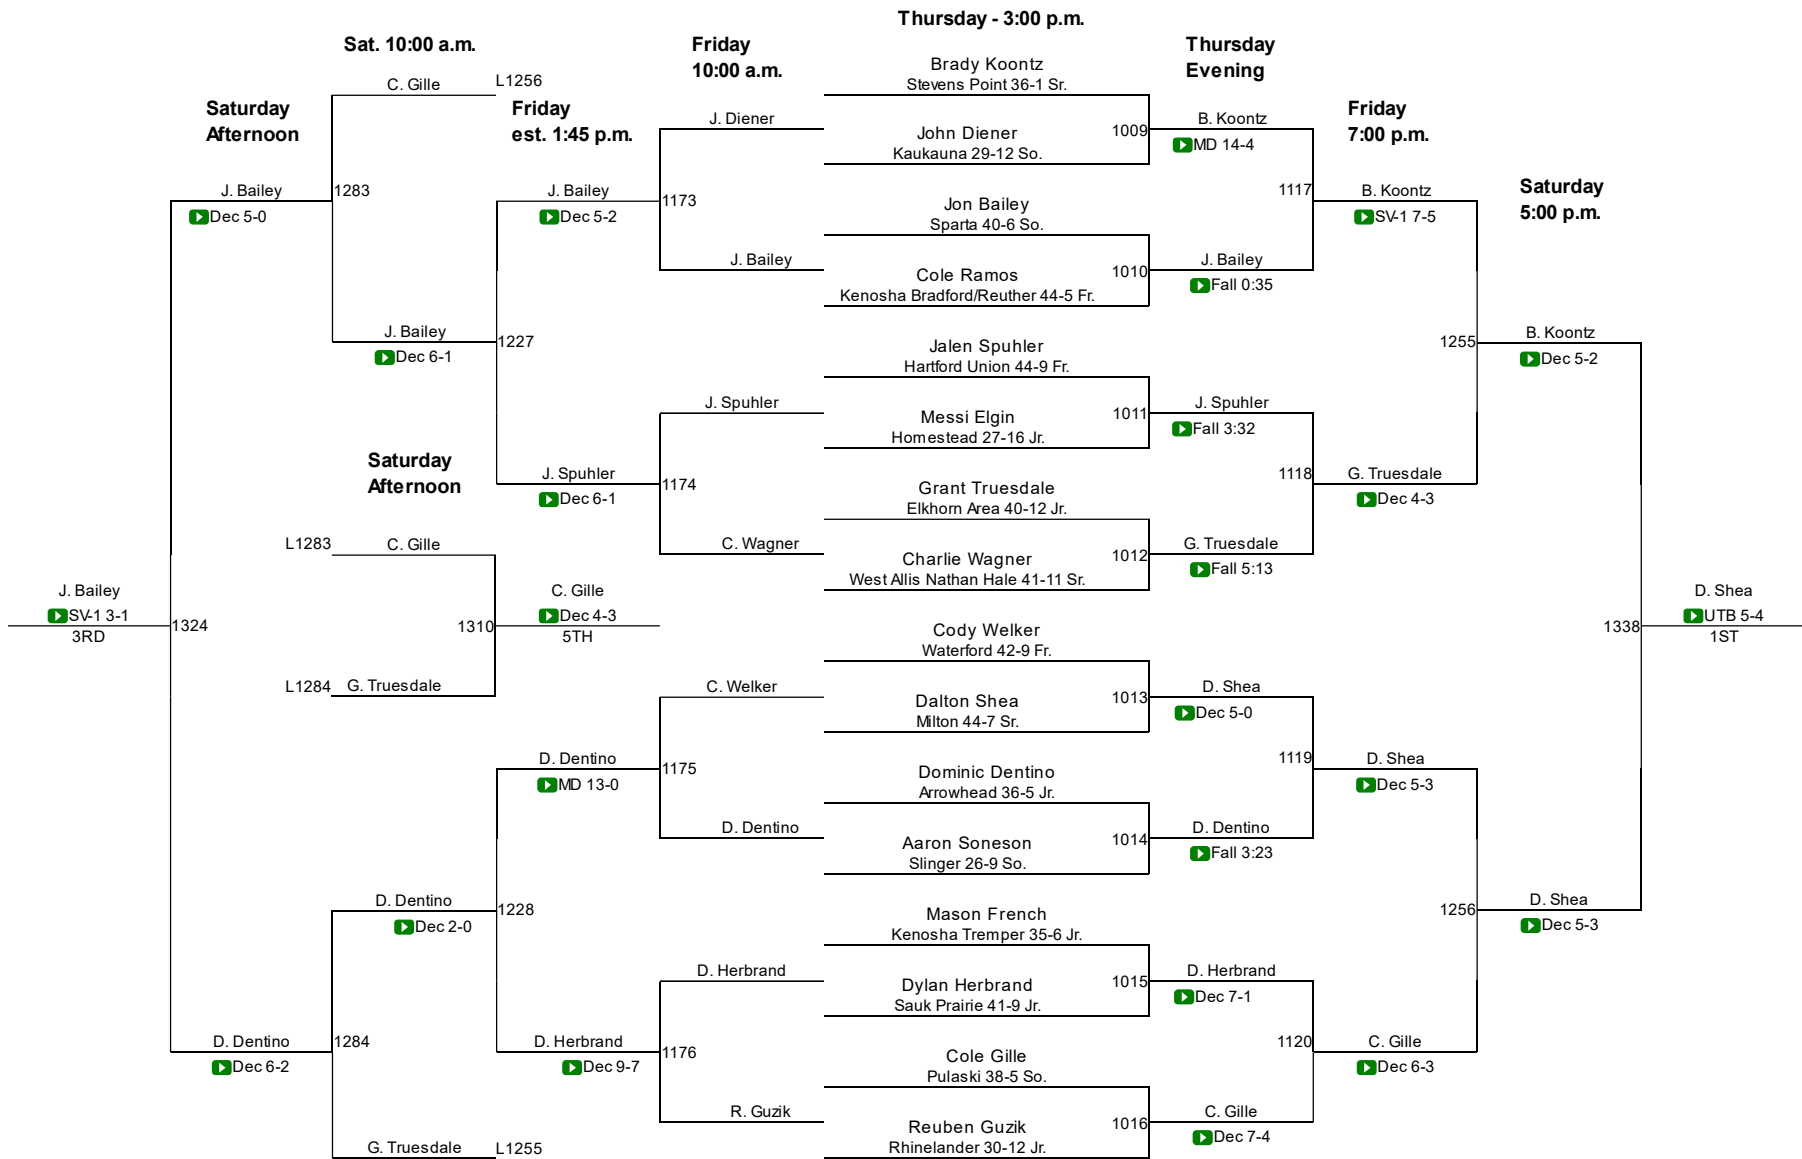 Thursday - 3:00 p.m.
Sat. 10:00 a.m.
Friday
10:00 a.m.
Thursday
Evening
Brady Koontz
Stevens Point 36-1 Sr.
C. Gille
L1256
Saturday
Afternoon
Friday
est. 1:45 p.m.
Friday
7:00 p.m.
J. Diener
John Diener
Kaukauna 29-12 So.
1009
B. Koontz
MD 14-4
J. Bailey
Dec 5-0
1283
J. Bailey
Dec 5-2
1173
Jon Bailey
Sparta 40-6 So.
1117
B. Koontz
SV-1 7-5
Saturday
5:00 p.m.
J. Bailey
Cole Ramos
Kenosha Bradford/Reuther 44-5 Fr.
1010
J. Bailey
Fall 0:35
J. Bailey
Dec 6-1
1227
Jalen Spuhler
Hartford Union 44-9 Fr.
1255
B. Koontz
Dec 5-2
J. Spuhler
Messi Elgin
Homestead 27-16 Jr.
1011
J. Spuhler
Fall 3:32
Saturday
Afternoon
J. Spuhler
Dec 6-1
1174
Grant Truesdale
Elkhorn Area 40-12 Jr.
1118
G. Truesdale
Dec 4-3
L1283
C. Gille
C. Wagner
Charlie Wagner
West Allis Nathan Hale 41-11 Sr.
1012
G. Truesdale
Fall 5:13
J. Bailey
SV-1 3-1
3RD
1324
1310
C. Gille
Dec 4-3
5TH
Cody Welker
Waterford 42-9 Fr.
1338
D. Shea
UTB 5-4
1ST
L1284
G. Truesdale
C. Welker
Dalton Shea
Milton 44-7 Sr.
1013
D. Shea
Dec 5-0
D. Dentino
MD 13-0
1175
Dominic Dentino
Arrowhead 36-5 Jr.
1119
D. Shea
Dec 5-3
D. Dentino
Aaron Soneson
Slinger 26-9 So.
1014
D. Dentino
Fall 3:23
D. Dentino
Dec 2-0
1228
Mason French
Kenosha Tremper 35-6 Jr.
1256
D. Shea
Dec 5-3
D. Herbrand
Dylan Herbrand
Sauk Prairie 41-9 Jr.
1015
D. Herbrand
Dec 7-1
D. Dentino
Dec 6-2
1284
D. Herbrand
Dec 9-7
1176
Cole Gille
Pulaski 38-5 So.
1120
C. Gille
Dec 6-3
R. Guzik
Reuben Guzik
Rhinelander 30-12 Jr.
1016
C. Gille
Dec 7-4
G. Truesdale
L1255